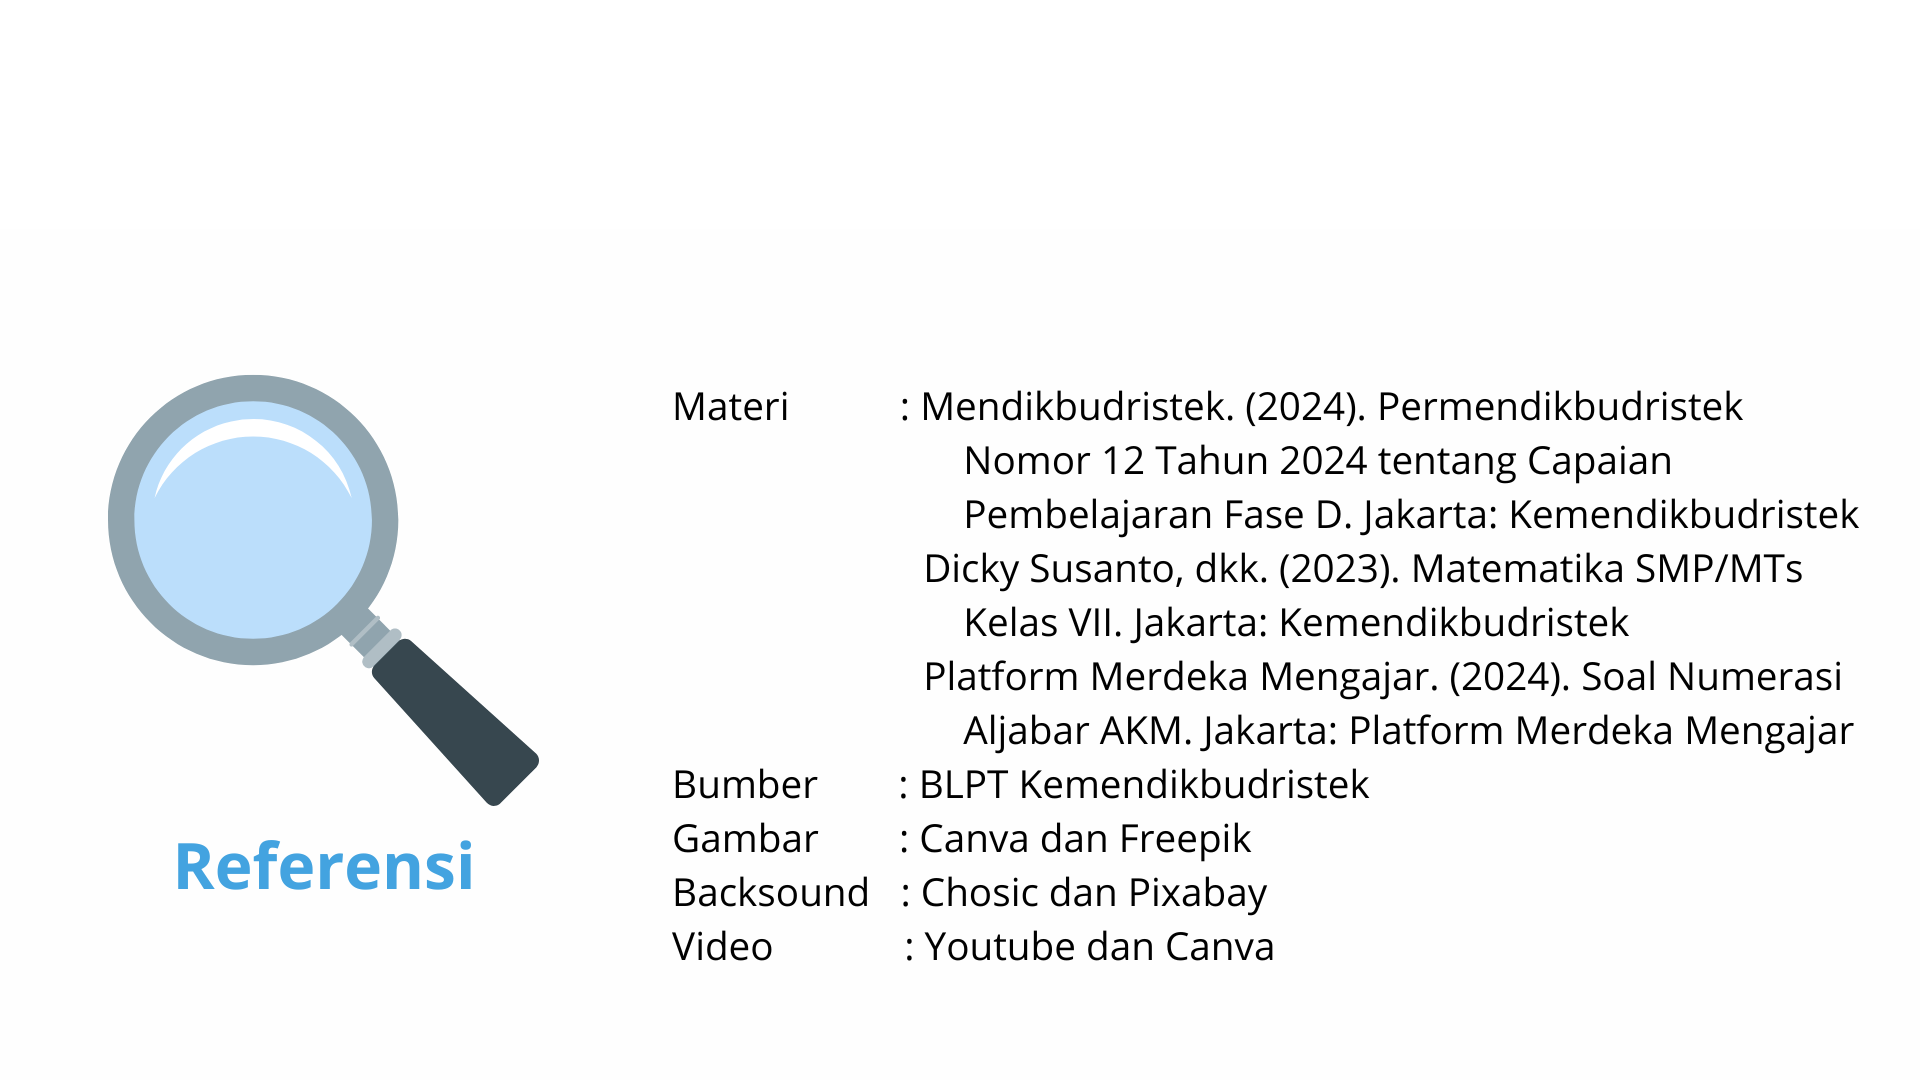 Materi : Mendikbudristek. (2024). Permendikbudristek
Nomor 12 Tahun 2024 tentang Capaian
Pembelajaran Fase D. Jakarta: Kemendikbudristek
Dicky Susanto, dkk. (2023). Matematika SMP/MTs
Kelas VII. Jakarta: Kemendikbudristek
Platform Merdeka Mengajar. (2024). Soal Numerasi
Aljabar AKM. Jakarta: Platform Merdeka Mengajar
Bumber : BLPT Kemendikbudristek
Gambar : Canva dan Freepik
Backsound : Chosic dan Pixabay
Video : Youtube dan Canva
Referensi